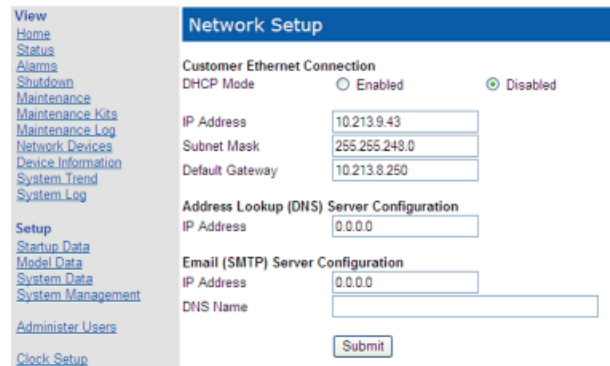 View
Home
Status
Alarms
Shutdown
Maintenance
Maintenance Kits
Maintenance Log
Network Devices
Device Information
System Trend
System Log
Setup
Startup Data
Model Data
System Data
System Management
Administer Users
Clock Setup
Network Setup
Customer Ethernet Connection
DHCP Mode Enabled Disabled
IP Address 10.213.9.43
Subnet Mask 255.255.248.0
Default Gateway 10.213.8.250
Address Lookup (DNS) Server Configuration
IP Address 0.0.0.0
Email (SMTP) Server Configuration
IP Address 0.0.0.0
DNS Name
Submit